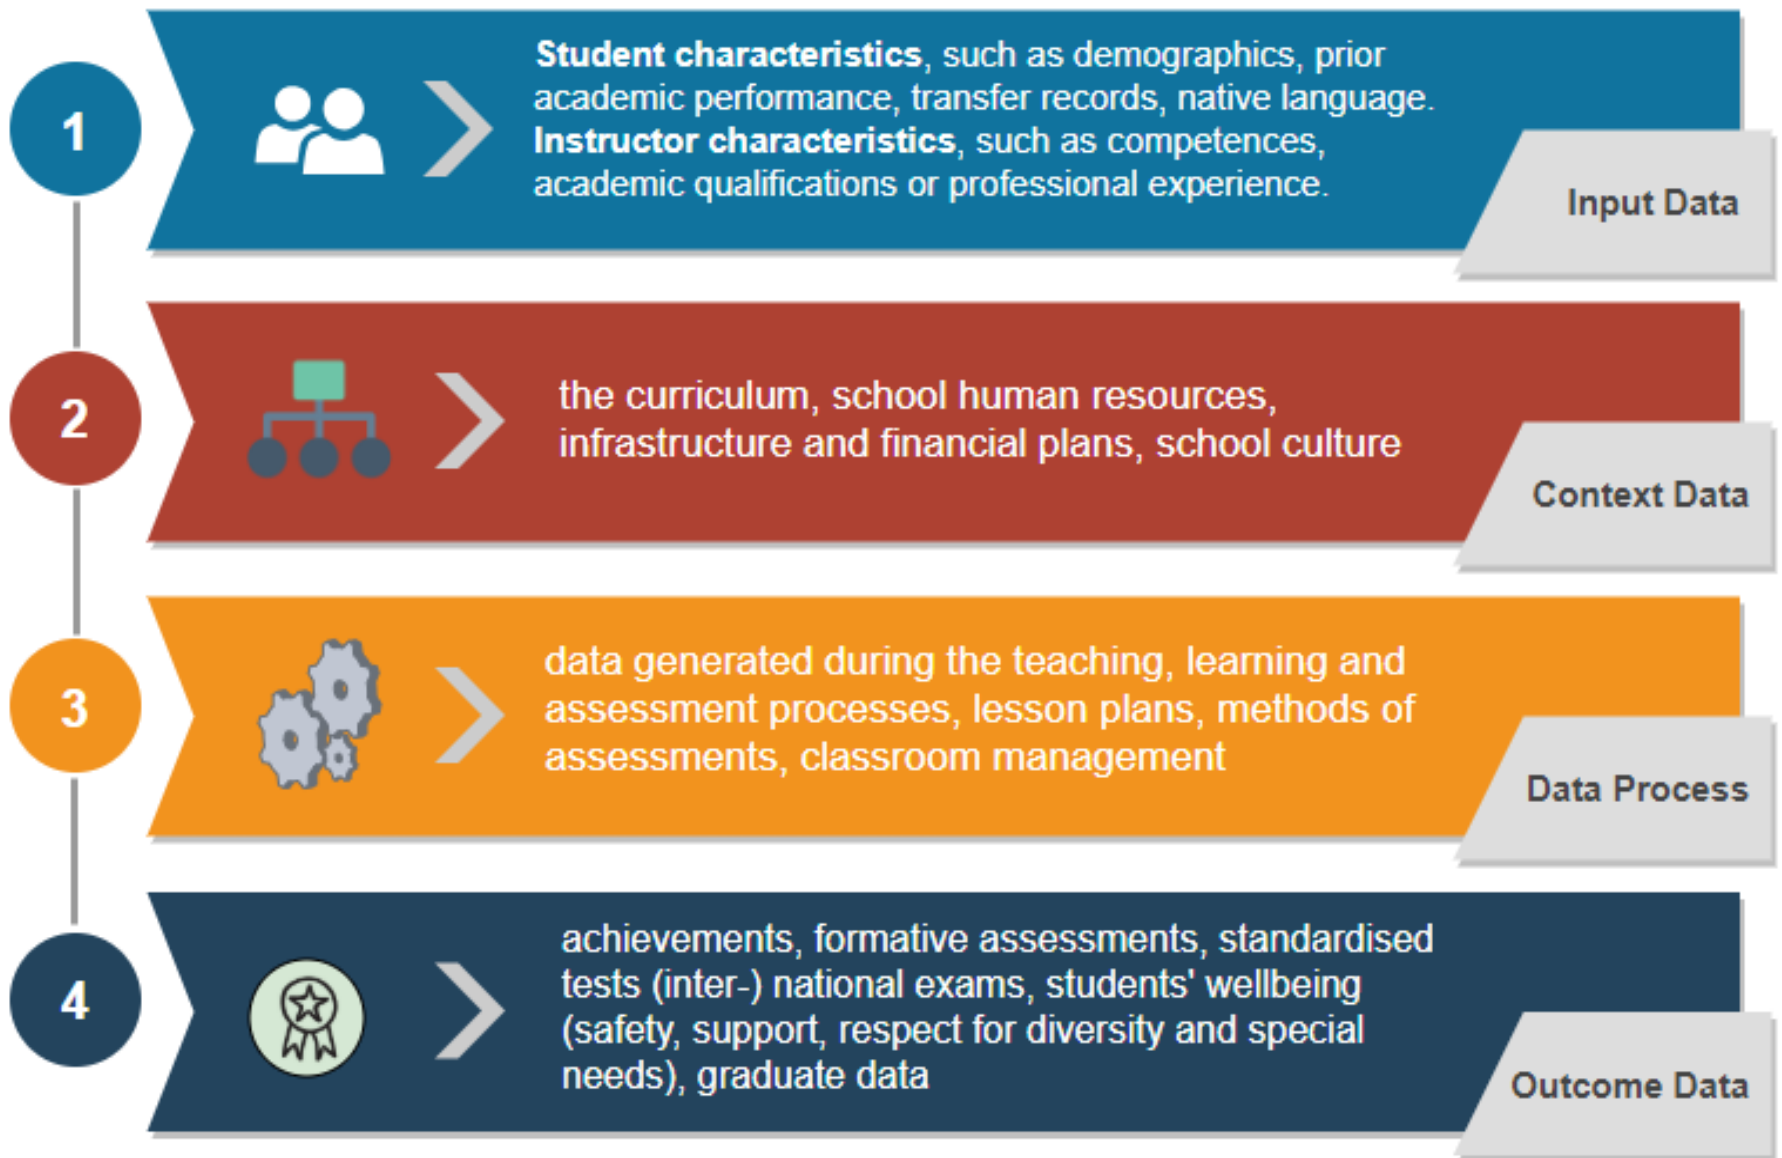 1
Student characteristics, such as demographics, prior
academic performance, transfer records, native language.
Instructor characteristics, such as competences,
academic qualifications or professional experience.
Input Data
2
the curriculum, school human resources,
infrastructure and financial plans, school culture
Context Data
3
data generated during the teaching, learning and
assessment processes, lesson plans, methods of
assessments, classroom management
Data Process
4
achievements, formative assessments, standardised
tests (inter-) national exams, students' wellbeing
(safety, support, respect for diversity and special
needs), graduate data
Outcome Data